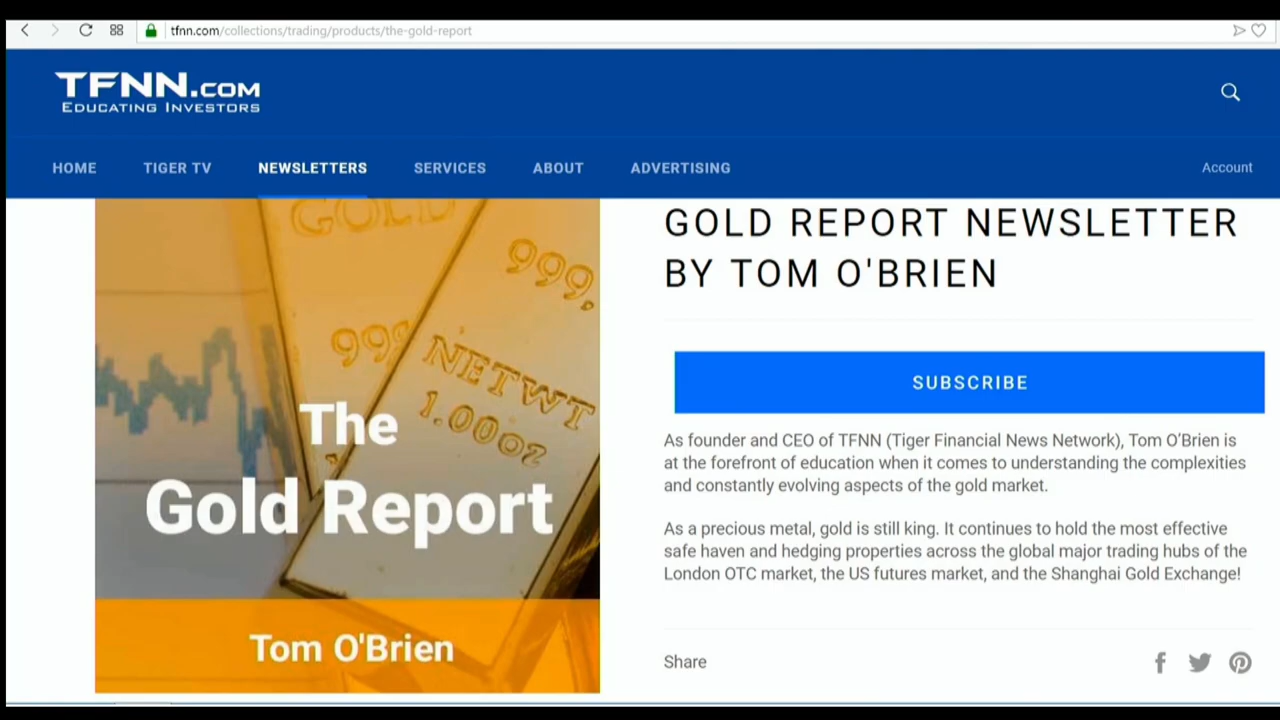 tfnn.com/collections/trading/products/the-gold-report
TFNN.COM
EDUCATING INVESTORS
HOME
TIGER TV
NEWSLETTERS
SERVICES
ABOUT
ADVERTISING
Account
GOLD
999,
999
NETWT
1.00oz
The
Gold Report
Tom O'Brien
GOLD REPORT NEWSLETTER
BY TOM O'BRIEN
SUBSCRIBE
As founder and CEO of TFNN (Tiger Financial News Network), Tom O'Brien is
at the forefront of education when it comes to understanding the complexities
and constantly evolving aspects of the gold market.
As a precious metal, gold is still king. It continues to hold the most effective
safe haven and hedging properties across the global major trading hubs of the
London OTC market, the US futures market, and the Shanghai Gold Exchange!
Share